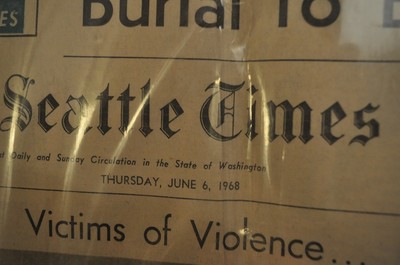 ES
Burial To
Seattle Times
Daily and Sunday Circulation in the State of Washington
THURSDAY, JUNE 6, 1968
Victims of Violence...